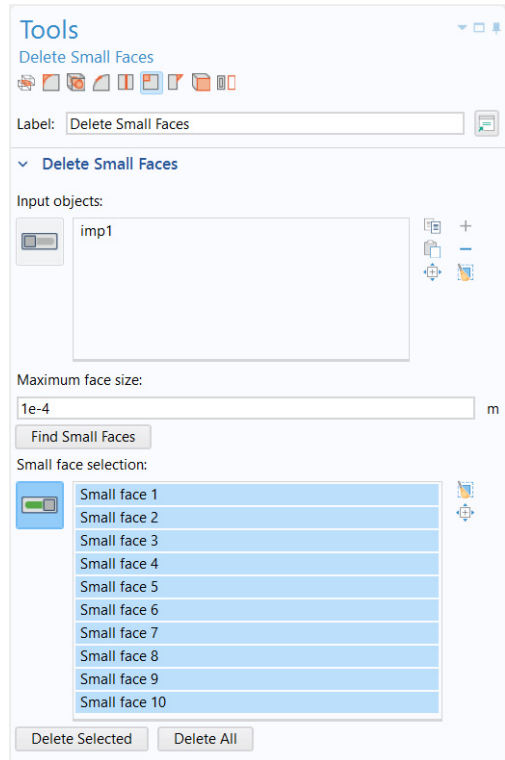 Tools
Delete Small Faces
Label: Delete Small Faces
Delete Small Faces
Input objects:
imp1
Maximum face size:
1e-4 m
Find Small Faces
Small face selection:
Small face 1
Small face 2
Small face 3
Small face 4
Small face 5
Small face 6
Small face 7
Small face 8
Small face 9
Small face 10
Delete Selected Delete All